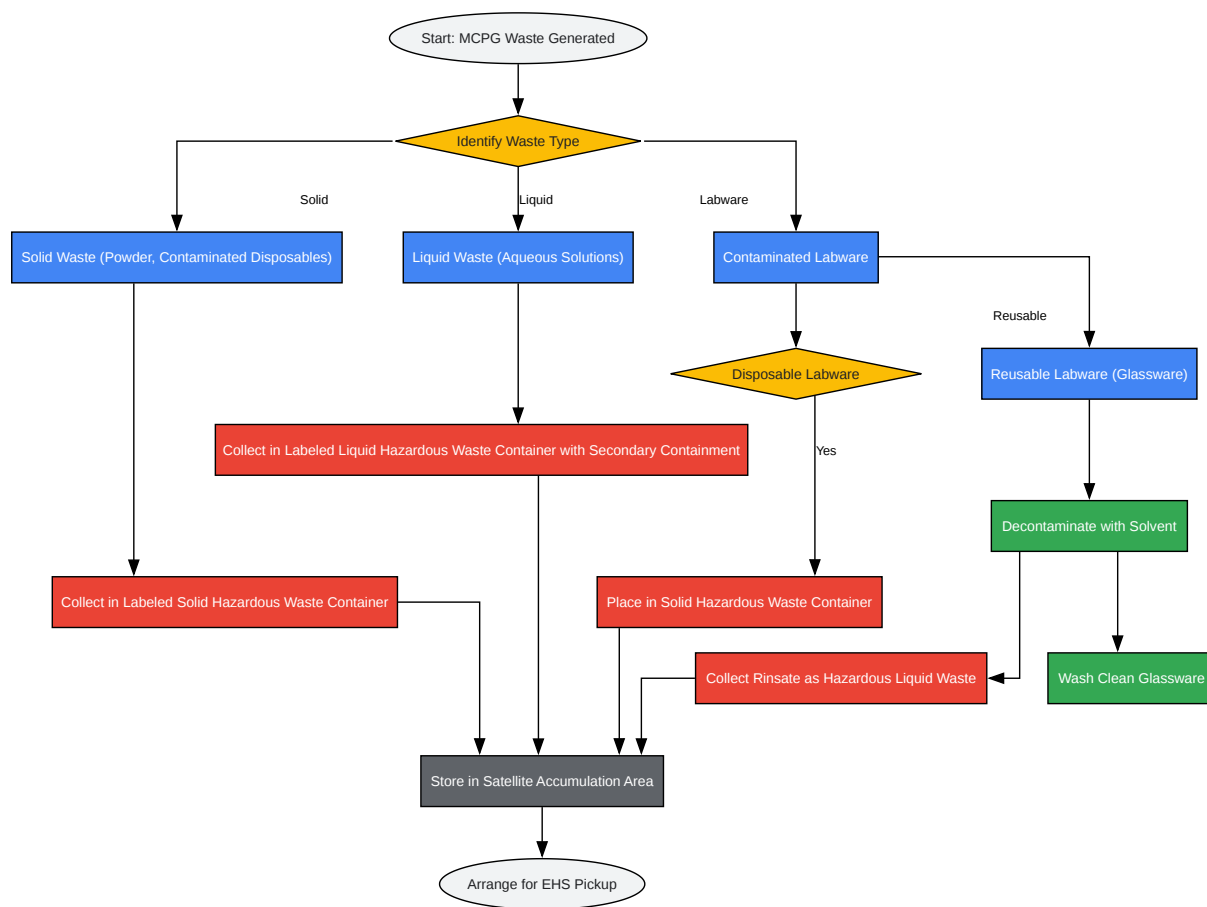 Start: MCPG Waste Generated
Identify Waste Type
Solid
Liquid
Labware
Solid Waste (Powder, Contaminated Disposables)
Liquid Waste (Aqueous Solutions)
Contaminated Labware
Reusable
Disposable Labware
Reusable Labware (Glassware)
Collect in Labeled Liquid Hazardous Waste Container with Secondary Containment
Yes
Decontaminate with Solvent
Collect in Labeled Solid Hazardous Waste Container
Place in Solid Hazardous Waste Container
Collect Rinsate as Hazardous Liquid Waste
Wash Clean Glassware
Store in Satellite Accumulation Area
Arrange for EHS Pickup